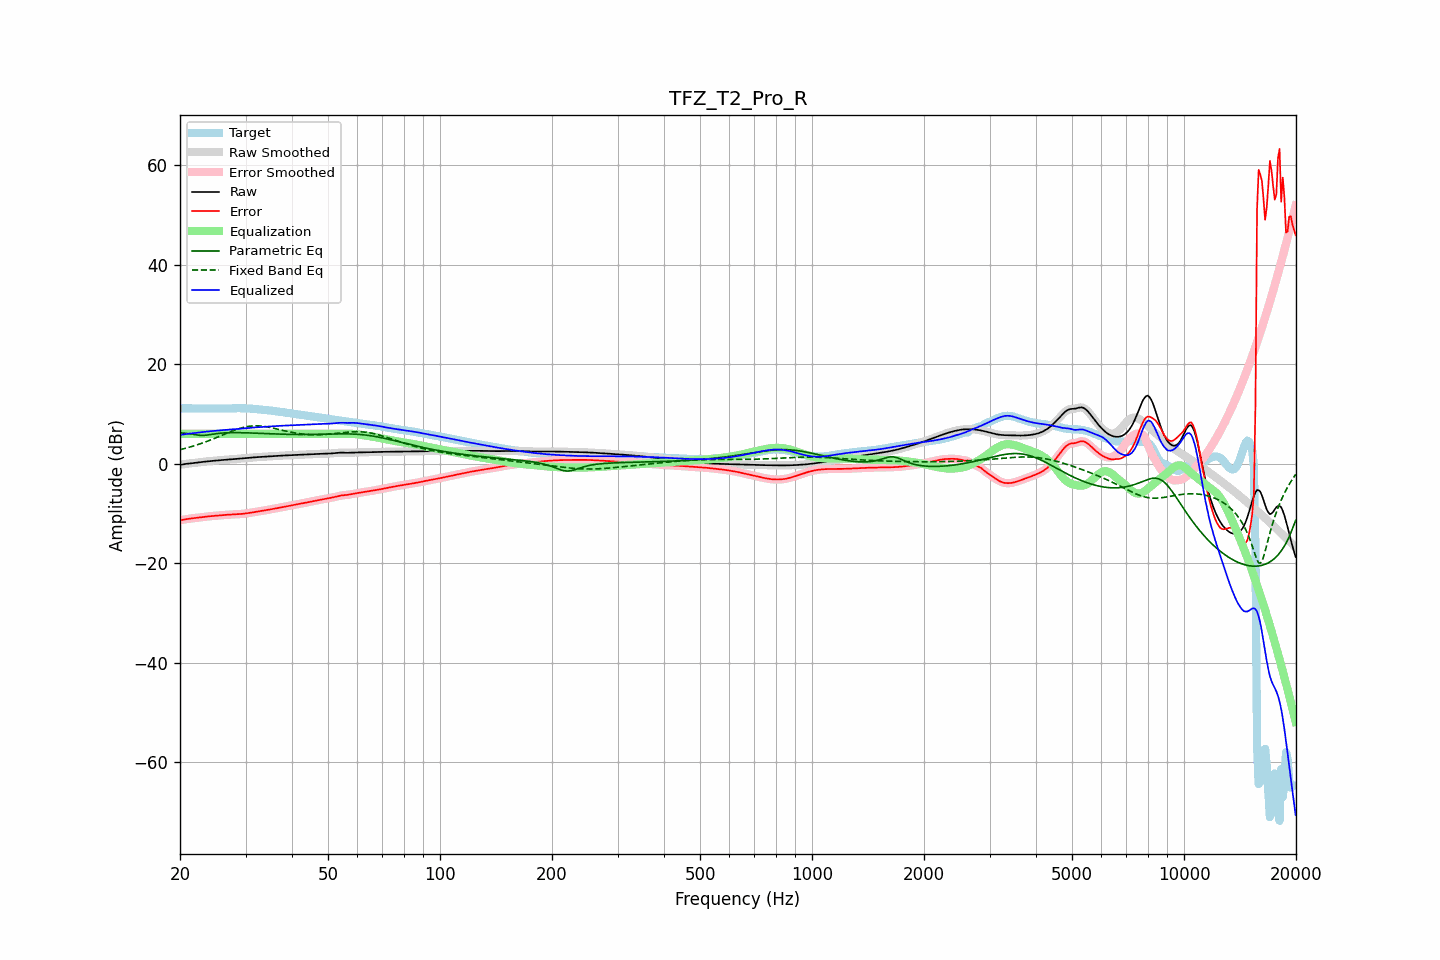 TFZ_T2_Pro_R
Target
Raw Smoothed
Error Smoothed
Raw
Error
Equalization
Parametric Eq
Fixed Band Eq
Equalized
60
40
20
0
−20
−40
−60
Amplitude (dBr)
20 50 100 200 500 1000 2000 5000 10000 20000
Frequency (Hz)